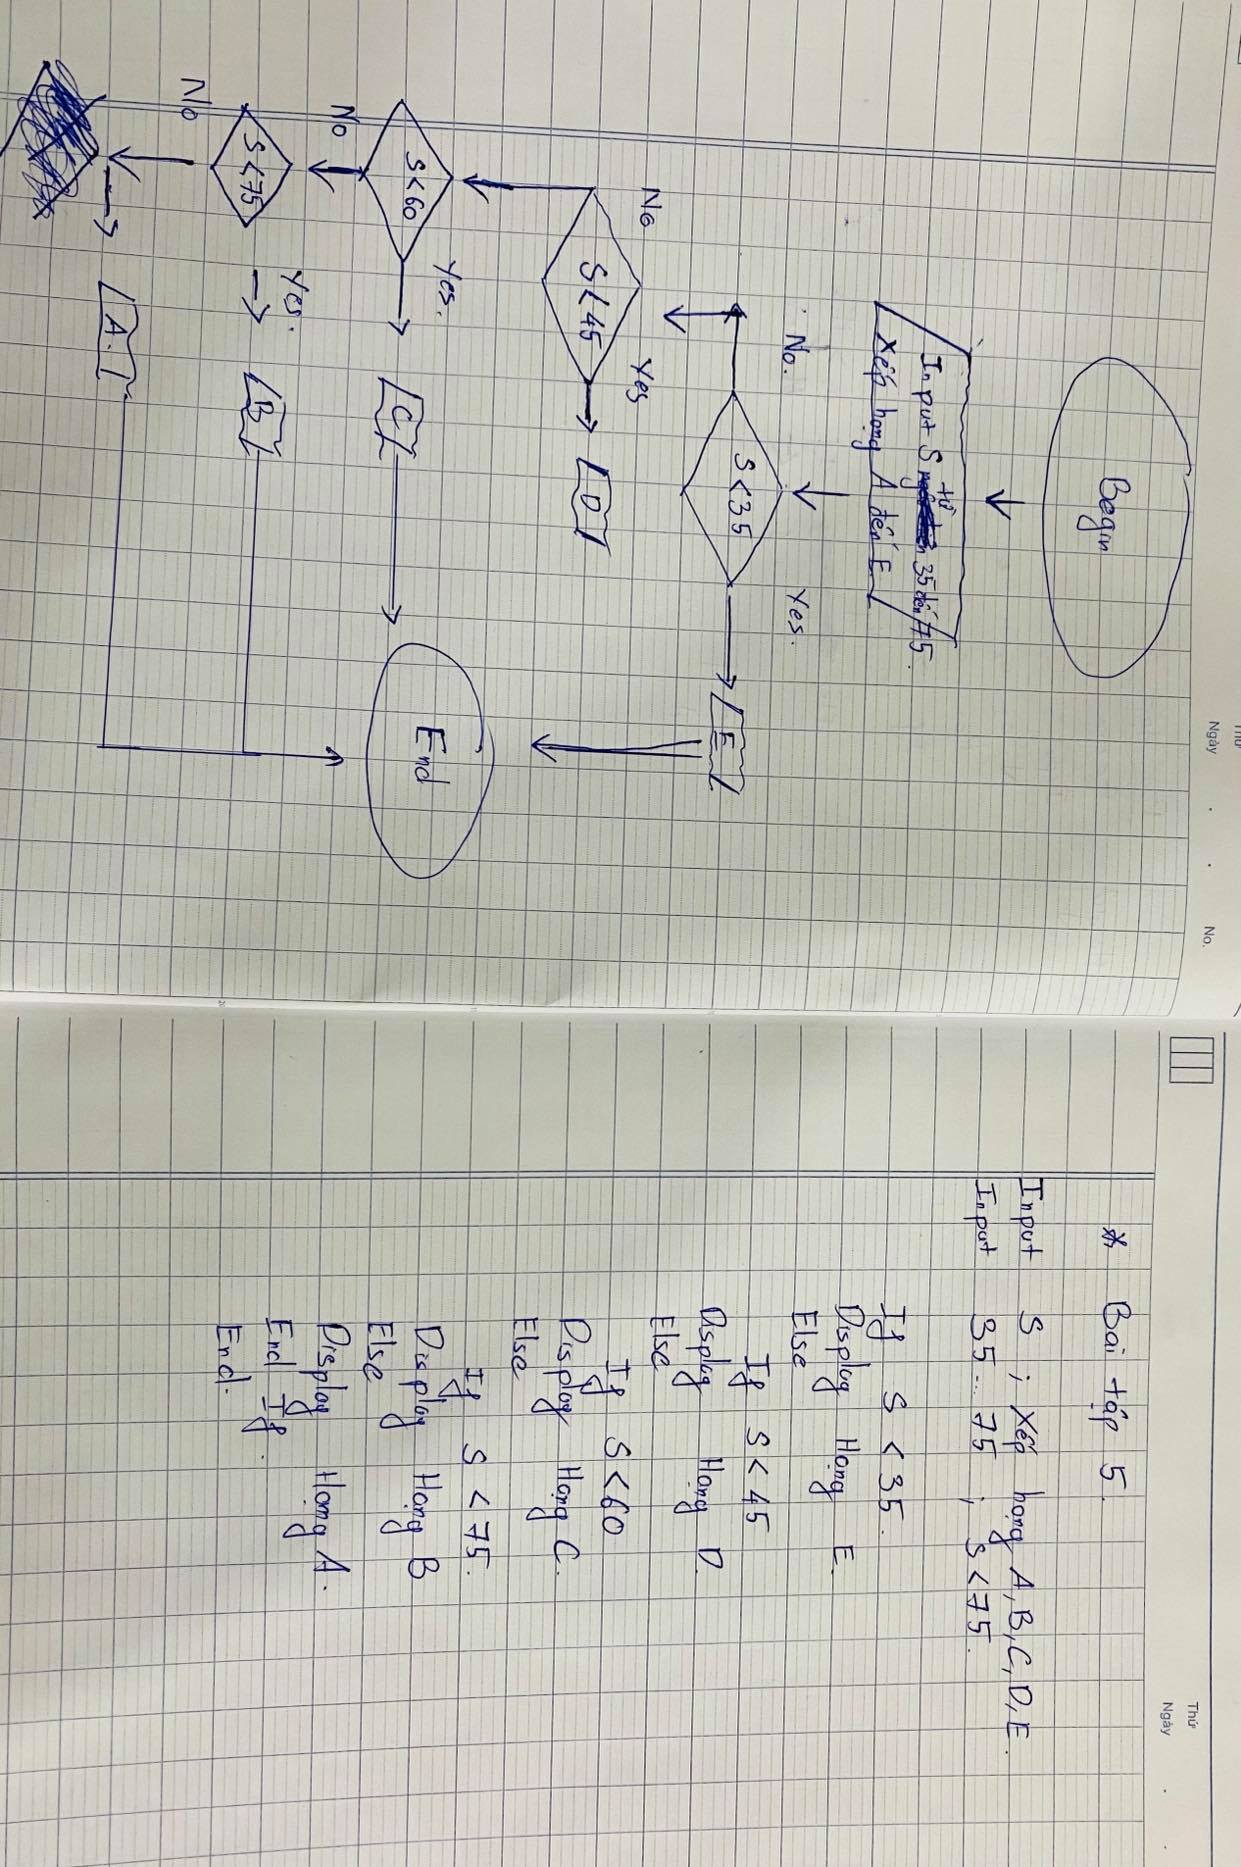 Thứ
Ngày
No.
Begin
Input S từ 35 đến 75.
Xếp hạng A đến E
No.
Yes.
S<35
E
No
Yes
S<45
D
Yes.
S<60
C
End
No
Yes.
S<75
B
No
A.
Thứ
Ngày
* Bài tập 5.
Input S ; Xếp hạng A, B, C, D, E.
Input 35... 75 ; S<75.
If S < 35.
Display Hạng E.
Else
If S < 45
Display Hạng D.
Else
If S < 60
Display Hạng C.
Else
If S < 75.
Display Hạng B
Else
Display Hạng A.
End If.
End.